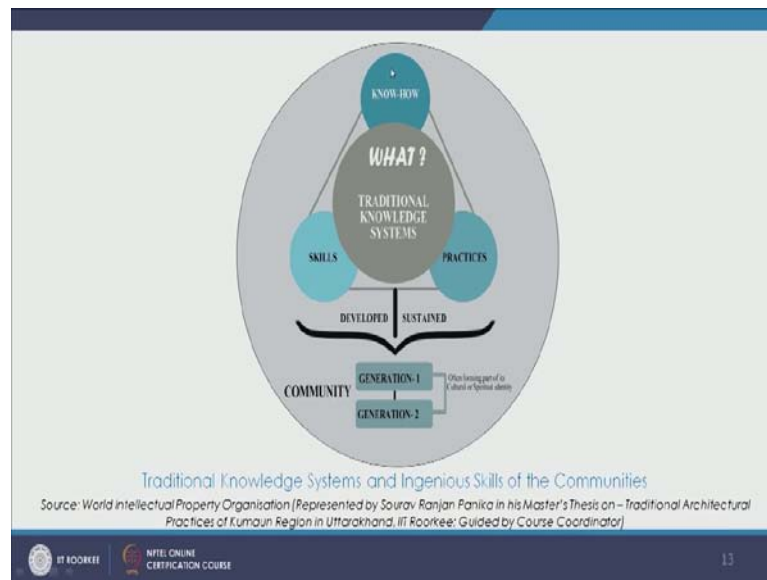 KNOW-HOW
WHAT?
TRADITIONAL
KNOWLEDGE
SYSTEMS
SKILLS
PRACTICES
DEVELOPED
SUSTAINED
COMMUNITY
GENERATION- 1
Often forming part of its
Cultural or Spiritual identity
GENERATION- 2
Traditional Knowledge Systems and Ingenious Skills of the Communities
Source: World Intellectual Property Organisation (Represented by Sourav Ranjan Panika in his Master's Thesis on – Traditional Architectural
Practices of Kumaun Region in Uttarakhand, IIT Roorkee: Guided by Course Coordinator)
IIT ROORKEE
NPTEL ONLINE
CERTIFICATION COURSE
13